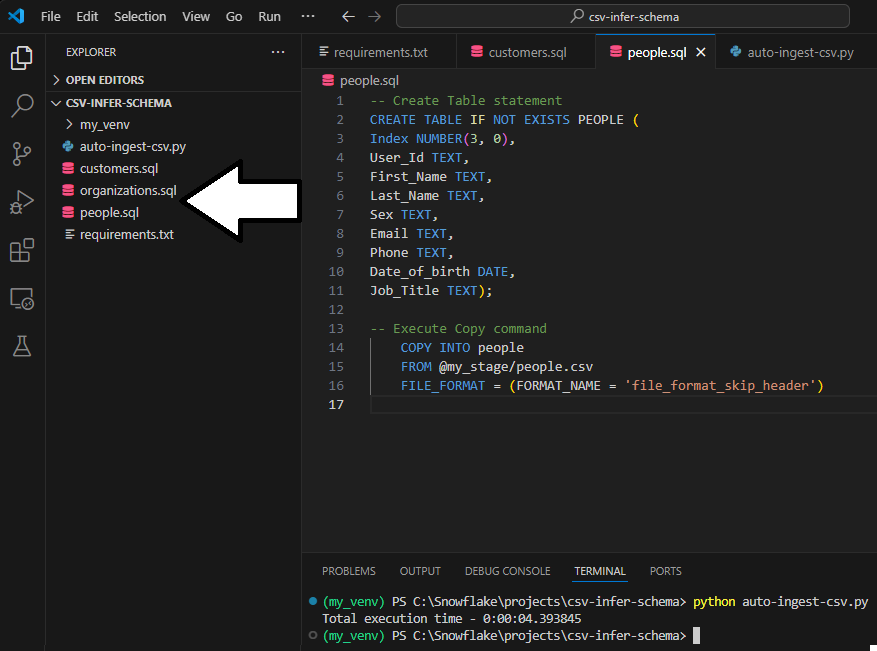 File Edit Selection View Go Run ··· csv-infer-schema
EXPLORER ···
OPEN EDITORS
CSV-INFER-SCHEMA
my_venv
auto-ingest-csv.py
customers.sql
organizations.sql
people.sql
requirements.txt
requirements.txt customers.sql people.sql auto-ingest-csv.py
people.sql
1 -- Create Table statement
2 CREATE TABLE IF NOT EXISTS PEOPLE (
3 Index NUMBER(3, 0),
4 User_Id TEXT,
5 First_Name TEXT,
6 Last_Name TEXT,
7 Sex TEXT,
8 Email TEXT,
9 Phone TEXT,
10 Date_of_birth DATE,
11 Job_Title TEXT);
12
13 -- Execute Copy command
14 COPY INTO people
15 FROM @my_stage/people.csv
16 FILE_FORMAT = (FORMAT_NAME = 'file_format_skip_header')
17
PROBLEMS OUTPUT DEBUG CONSOLE TERMINAL PORTS
(my_venv) PS C:\Snowflake\projects\csv-infer-schema> python auto-ingest-csv.py
Total execution time - 0:00:04.393845
(my_venv) PS C:\Snowflake\projects\csv-infer-schema>